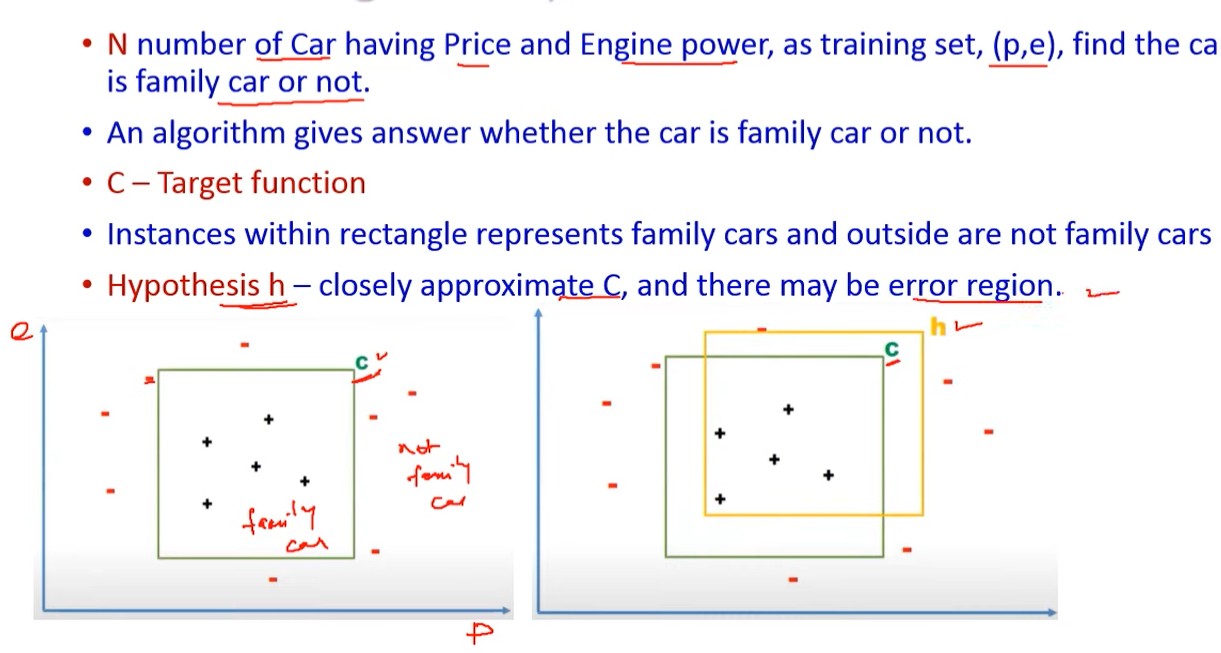 • N number of Car having Price and Engine power, as training set, (p,e), find the ca
is family car or not.
• An algorithm gives answer whether the car is family car or not.
• C – Target function
• Instances within rectangle represents family cars and outside are not family cars
• Hypothesis h – closely approximate C, and there may be error region.
e
c
not
family
car
family
car
p
h
c